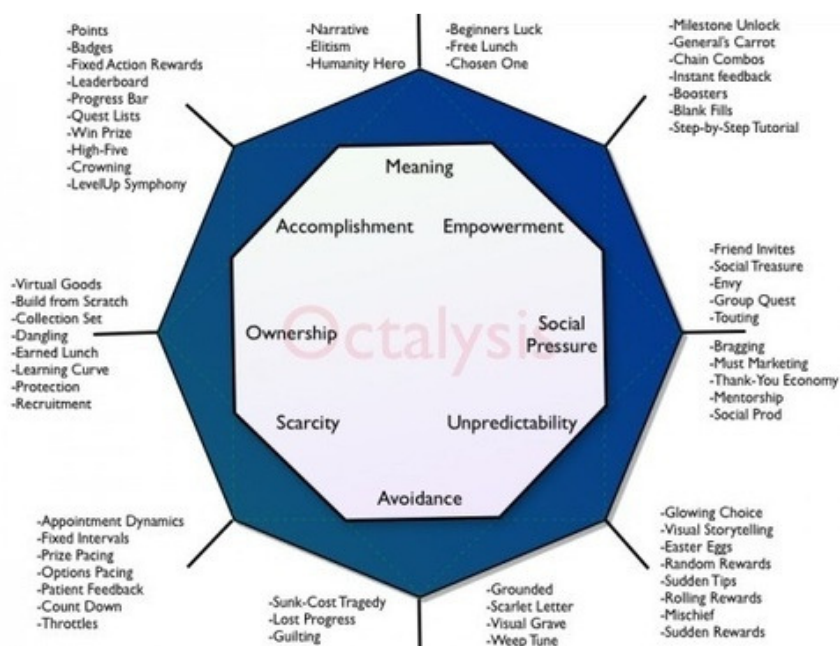 -Points
-Badges
-Fixed Action Rewards
-Leaderboard
-Progress Bar
-Quest Lists
-Win Prize
-High-Five
-Crowning
-LevelUp Symphony
-Narrative
-Elitism
-Humanity Hero
-Beginners Luck
-Free Lunch
-Chosen One
-Milestone Unlock
-General's Carrot
-Chain Combos
-Instant feedback
-Boosters
-Blank Fills
-Step-by-Step Tutorial
Meaning
Accomplishment
Empowerment
-Virtual Goods
-Build from Scratch
-Collection Set
-Dangling
-Earned Lunch
-Learning Curve
-Protection
-Recruitment
Ownership
Octalysis
Social
Pressure
-Friend Invites
-Social Treasure
-Envy
-Group Quest
-Touting
-Bragging
-Must Marketing
-Thank-You Economy
-Mentorship
-Social Prod
Scarcity
Unpredictability
Avoidance
-Appointment Dynamics
-Fixed Intervals
-Prize Pacing
-Options Pacing
-Patient Feedback
-Count Down
-Throttles
-Sunk-Cost Tragedy
-Lost Progress
-Guilting
-Grounded
-Scarlet Letter
-Visual Grave
-Weep Tune
-Glowing Choice
-Visual Storytelling
-Easter Eggs
-Random Rewards
-Sudden Tips
-Rolling Rewards
-Mischief
-Sudden Rewards